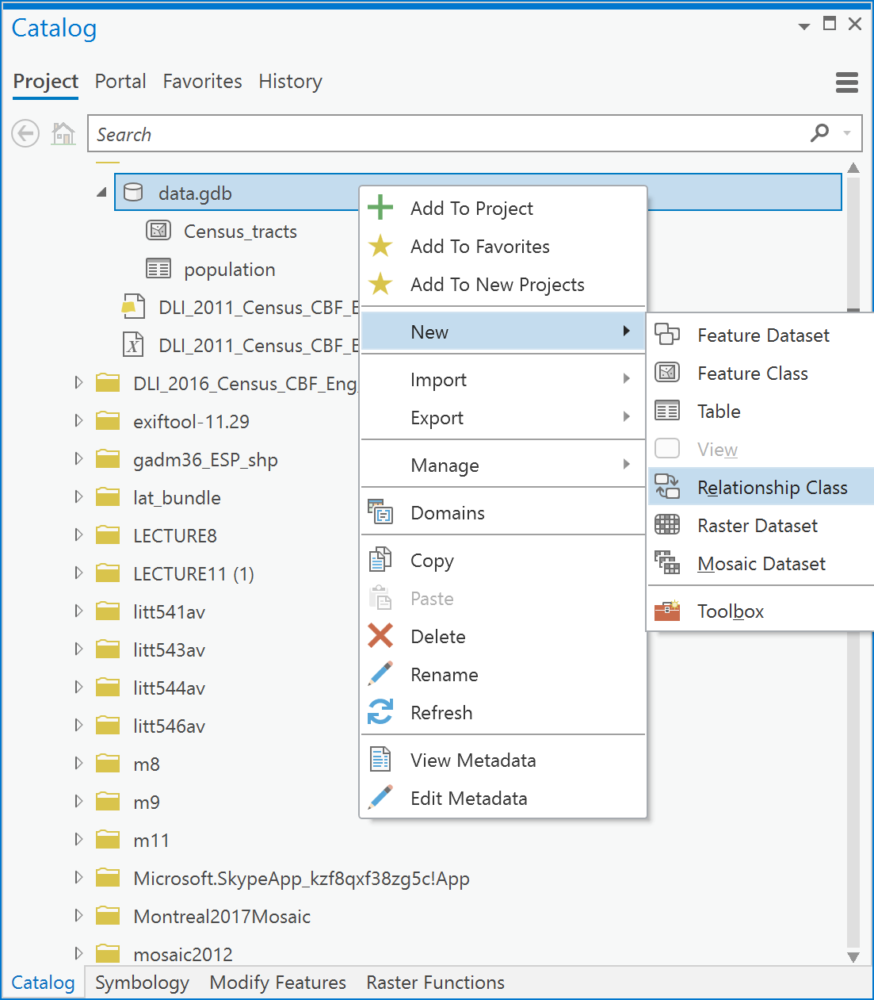 Catalog
Project Portal Favorites History
Search
data.gdb
Census_tracts
population
DLI_2011_Census_CBF_E
X DLI_2011_Census_CBF_E
DLI_2016_Census_CBF_Eng_
exiftool-11.29
gadm36_ESP_shp
lat_bundle
LECTURE8
LECTURE11 (1)
litt541av
litt543av
litt544av
litt546av
m8
m9
m11
Microsoft.SkypeApp_kzf8qxf38zg5c!App
Montreal2017Mosaic
mosaic2012
Add To Project
Add To Favorites
Add To New Projects
New
Import
Export
Manage
Domains
Copy
Paste
Delete
Rename
Refresh
View Metadata
Edit Metadata
Feature Dataset
Feature Class
Table
View
Relationship Class
Raster Dataset
Mosaic Dataset
Toolbox
Catalog Symbology Modify Features Raster Functions